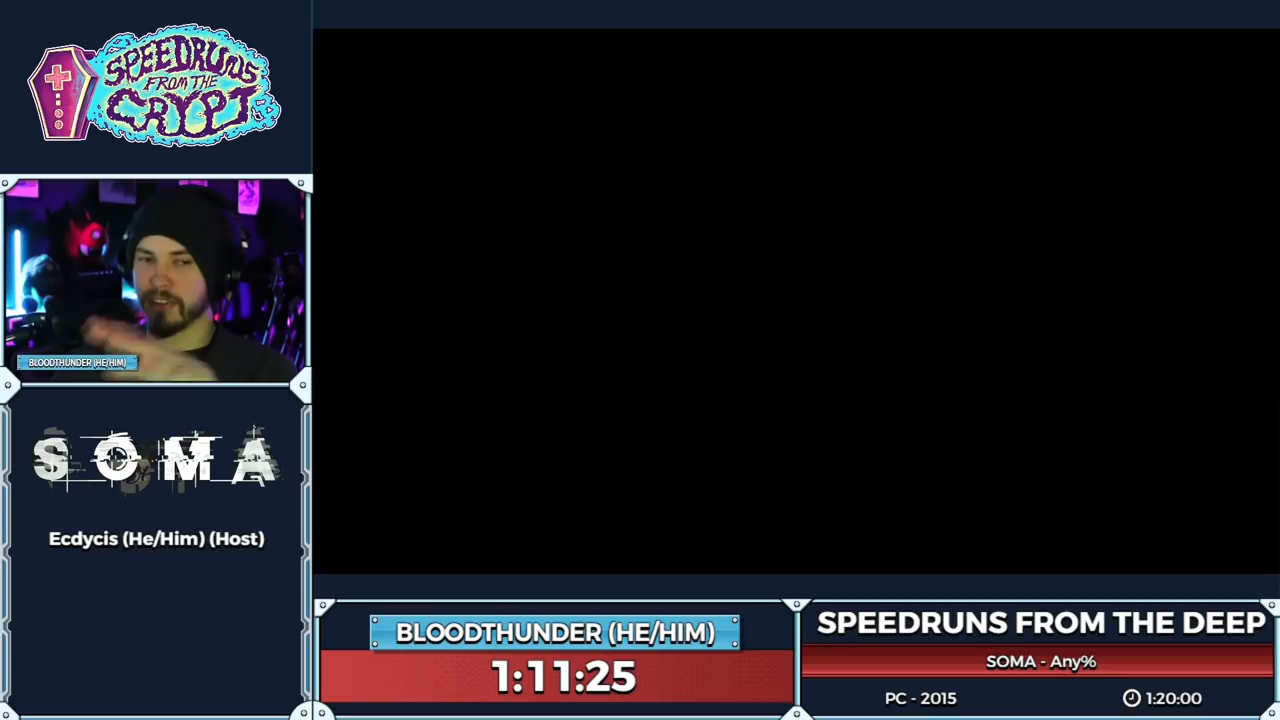 SPEEDRUNS
FROM THE
CRYPT
BLOODTHUNDER (HE/HIM)
SOMA
Ecdycis (He/Him) (Host)
BLOODTHUNDER (HE/HIM)
1:11:25
SPEEDRUNS FROM THE DEEP
SOMA - Any%
PC - 2015
1:20:00